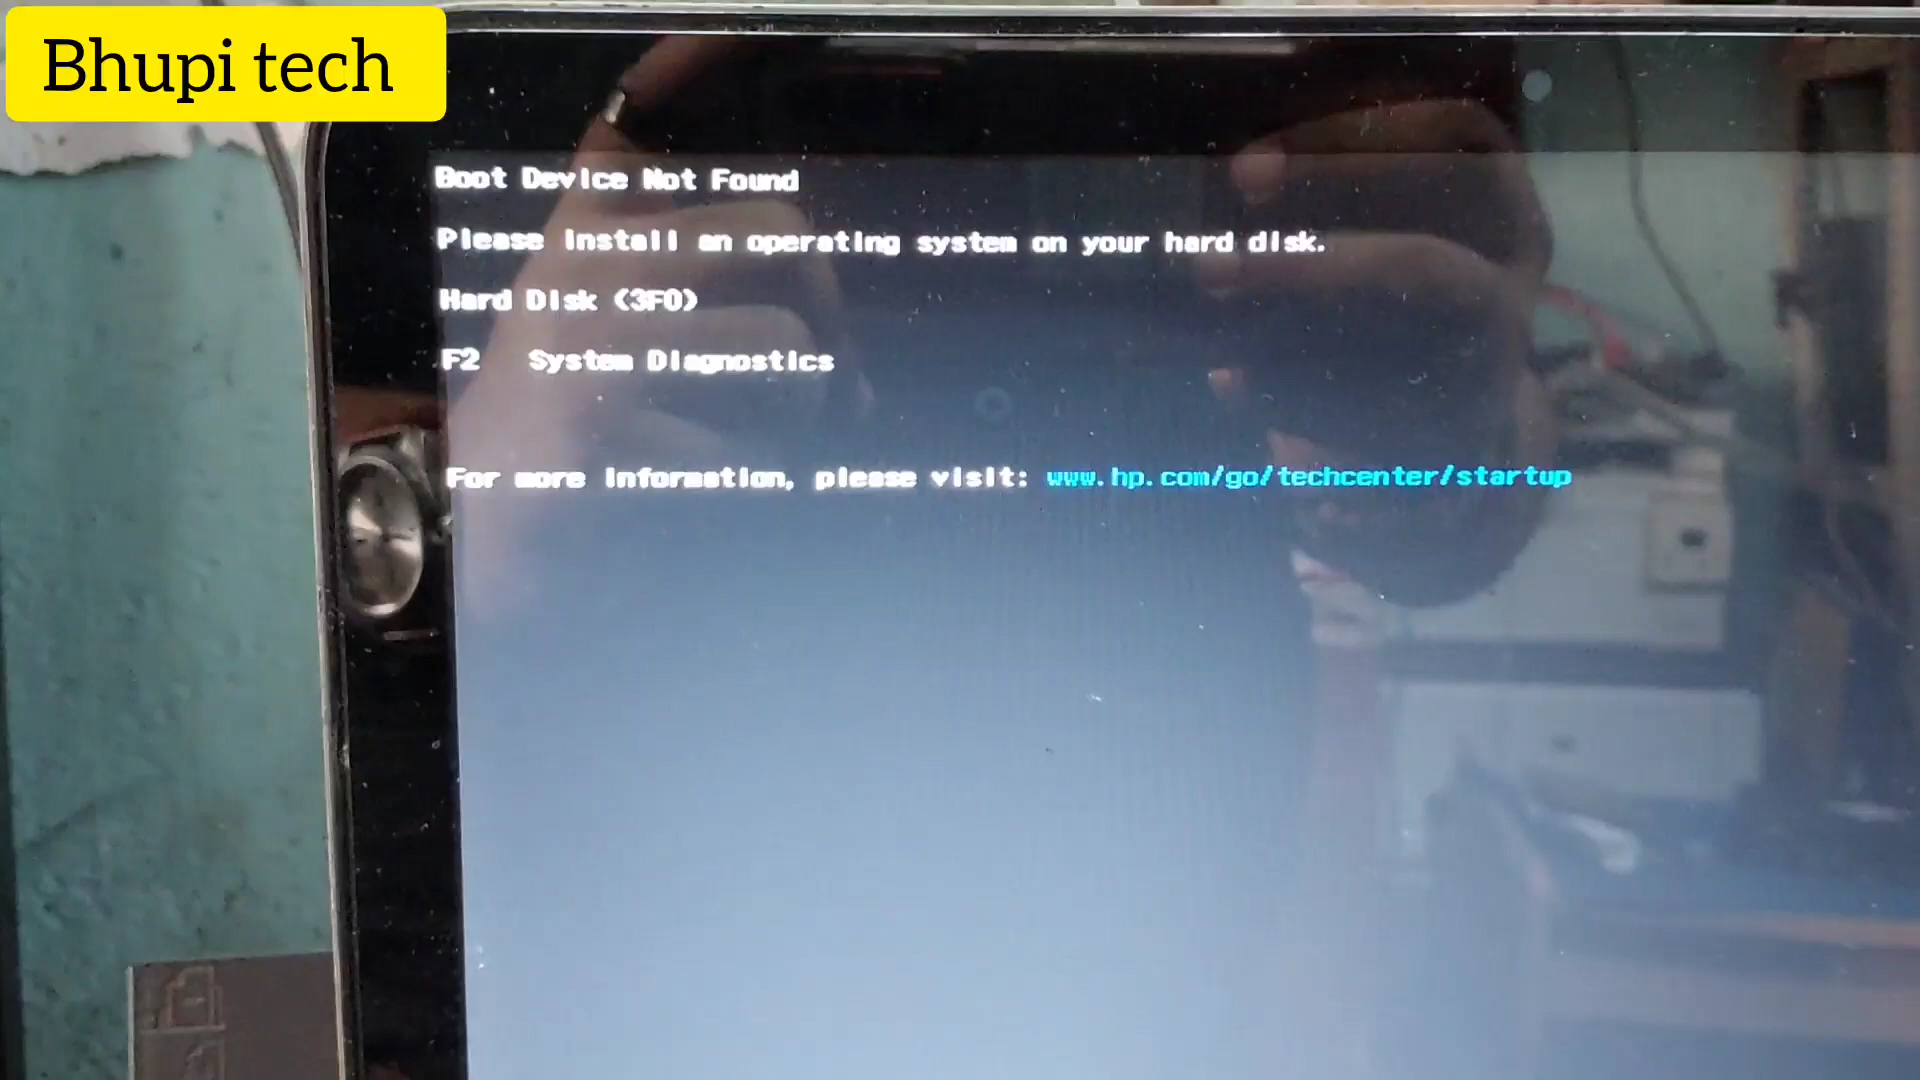 Bhupi tech
Boot Device Not Found
Please install an operating system on your hard disk.
Hard Disk (3F0)
F2 System Diagnostics
For more information, please visit: www.hp.com/go/techcenter/startup